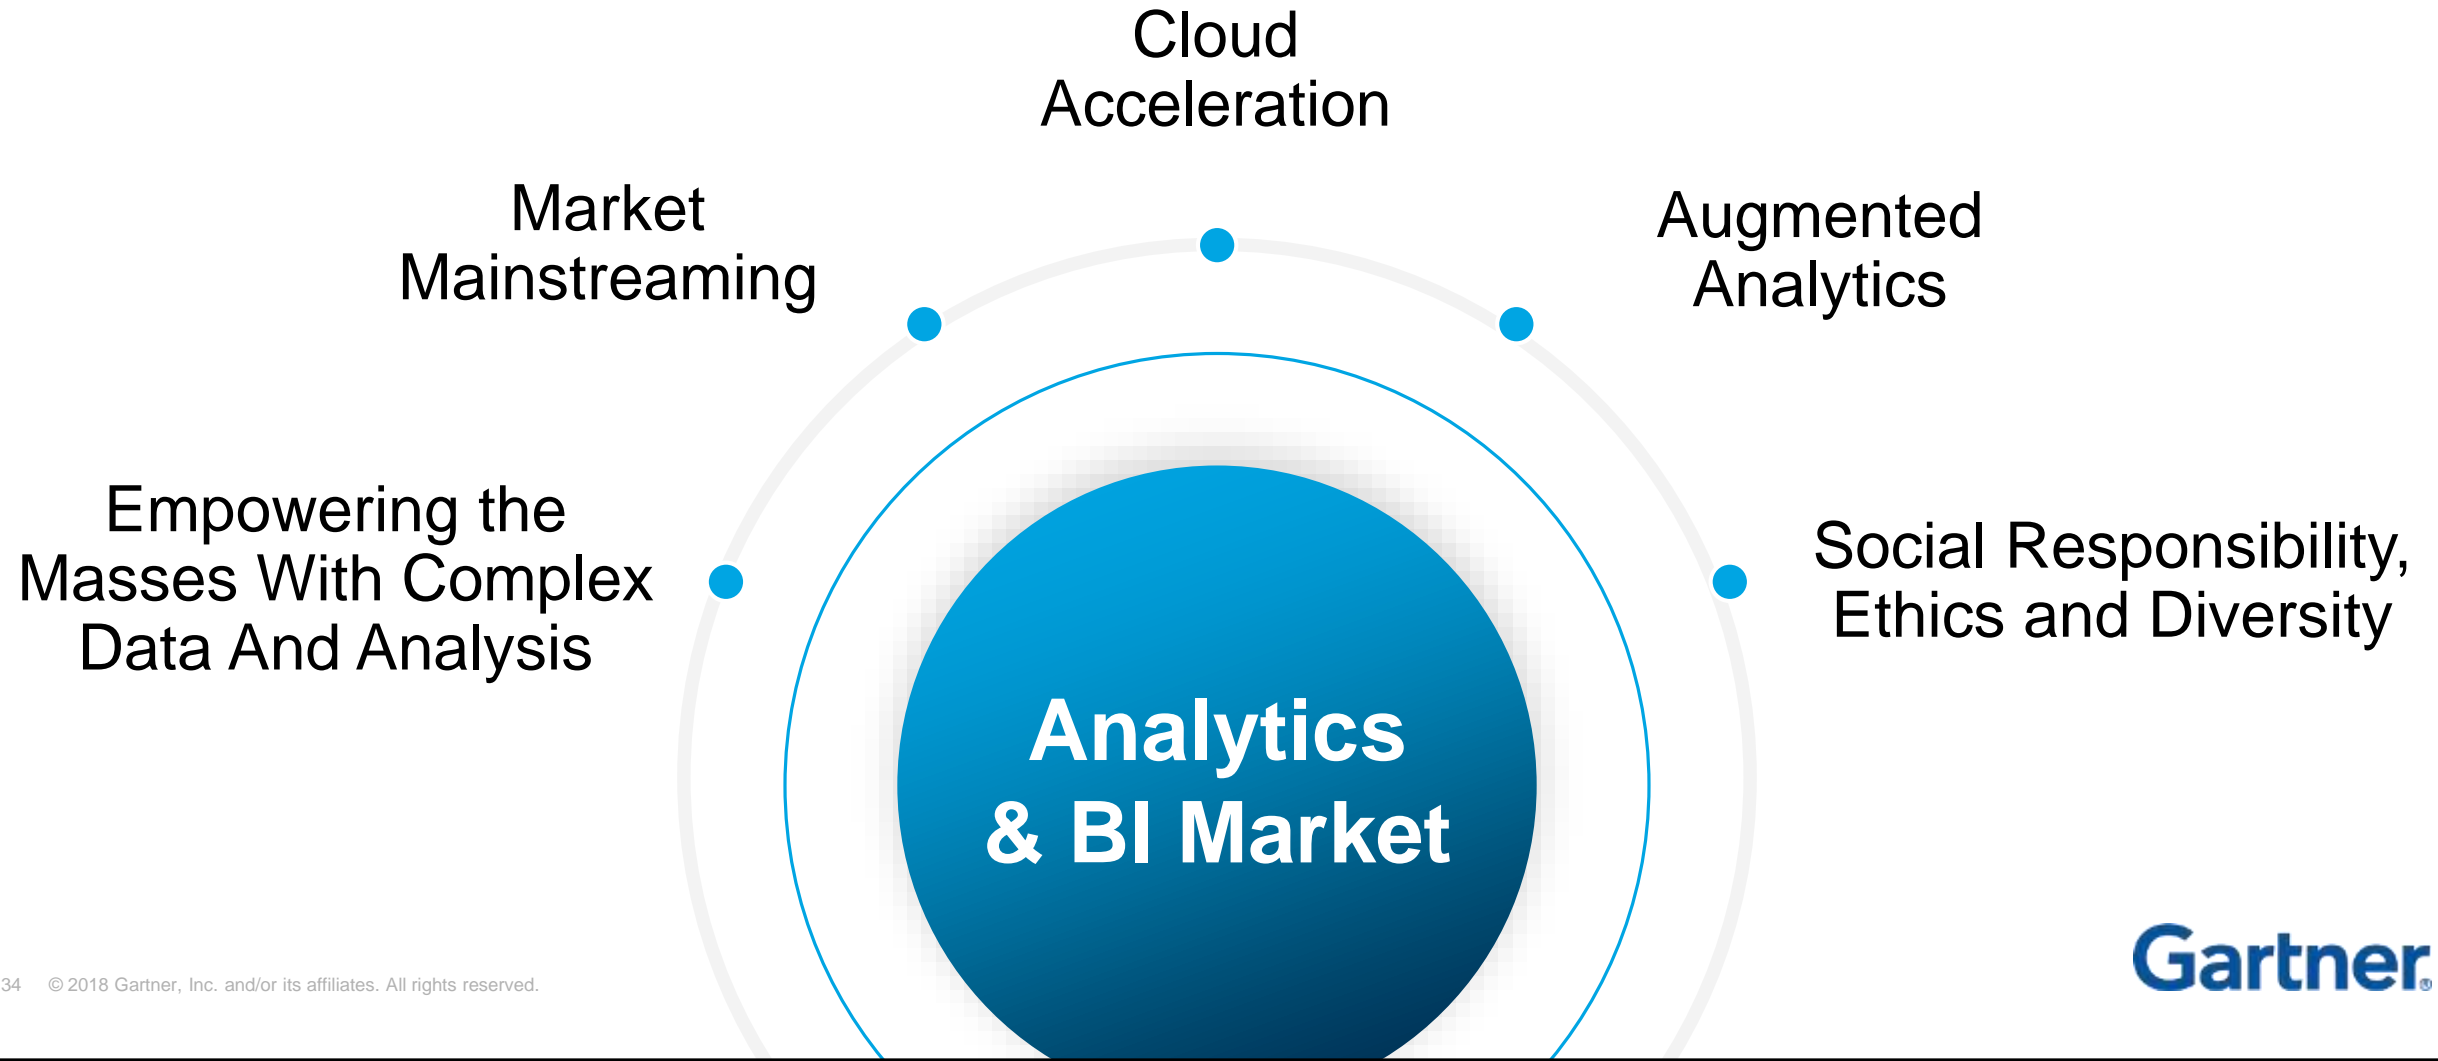 Cloud
Acceleration
Market
Mainstreaming
Augmented
Analytics
Empowering the
Masses With Complex
Data And Analysis
Social Responsibility,
Ethics and Diversity
Analytics
& BI Market
34 © 2018 Gartner, Inc. and/or its affiliates. All rights reserved.
Gartner®